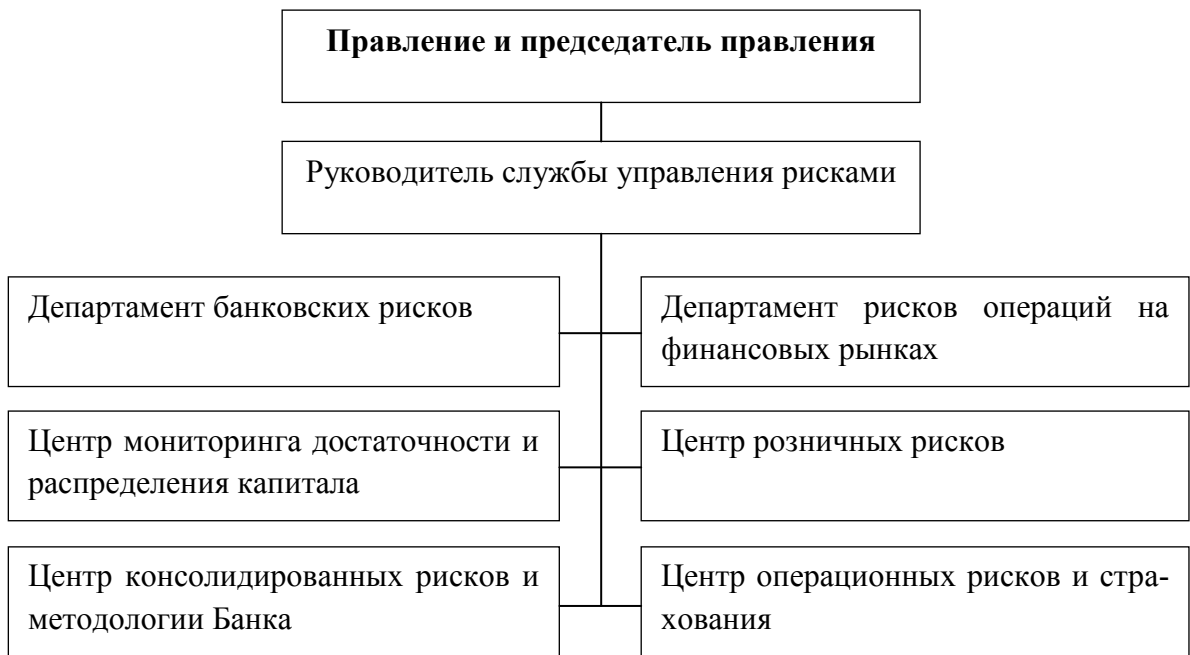 Правление и председатель правления
Руководитель службы управления рисками
Департамент банковских рисков
Департамент рисков операций на
финансовых рынках
Центр мониторинга достаточности и
распределения капитала
Центр розничных рисков
Центр консолидированных рисков и
методологии Банка
Центр операционных рисков и стра-
хования